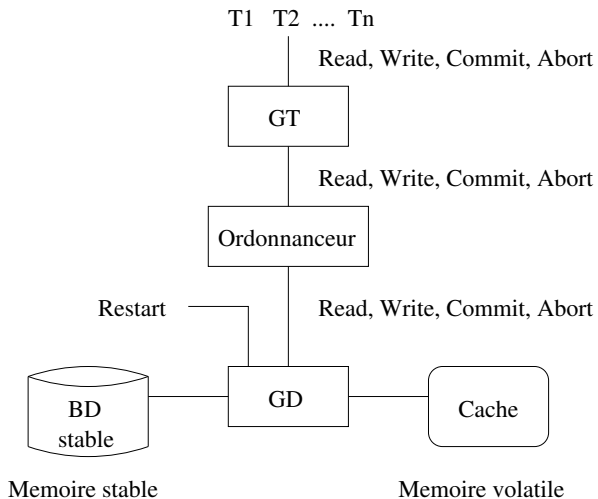 T1 T2 .... Tn
Read, Write, Commit, Abort
GT
Read, Write, Commit, Abort
Ordonnanceur
Restart
Read, Write, Commit, Abort
BD
stable
GD
Cache
Memoire stable
Memoire volatile